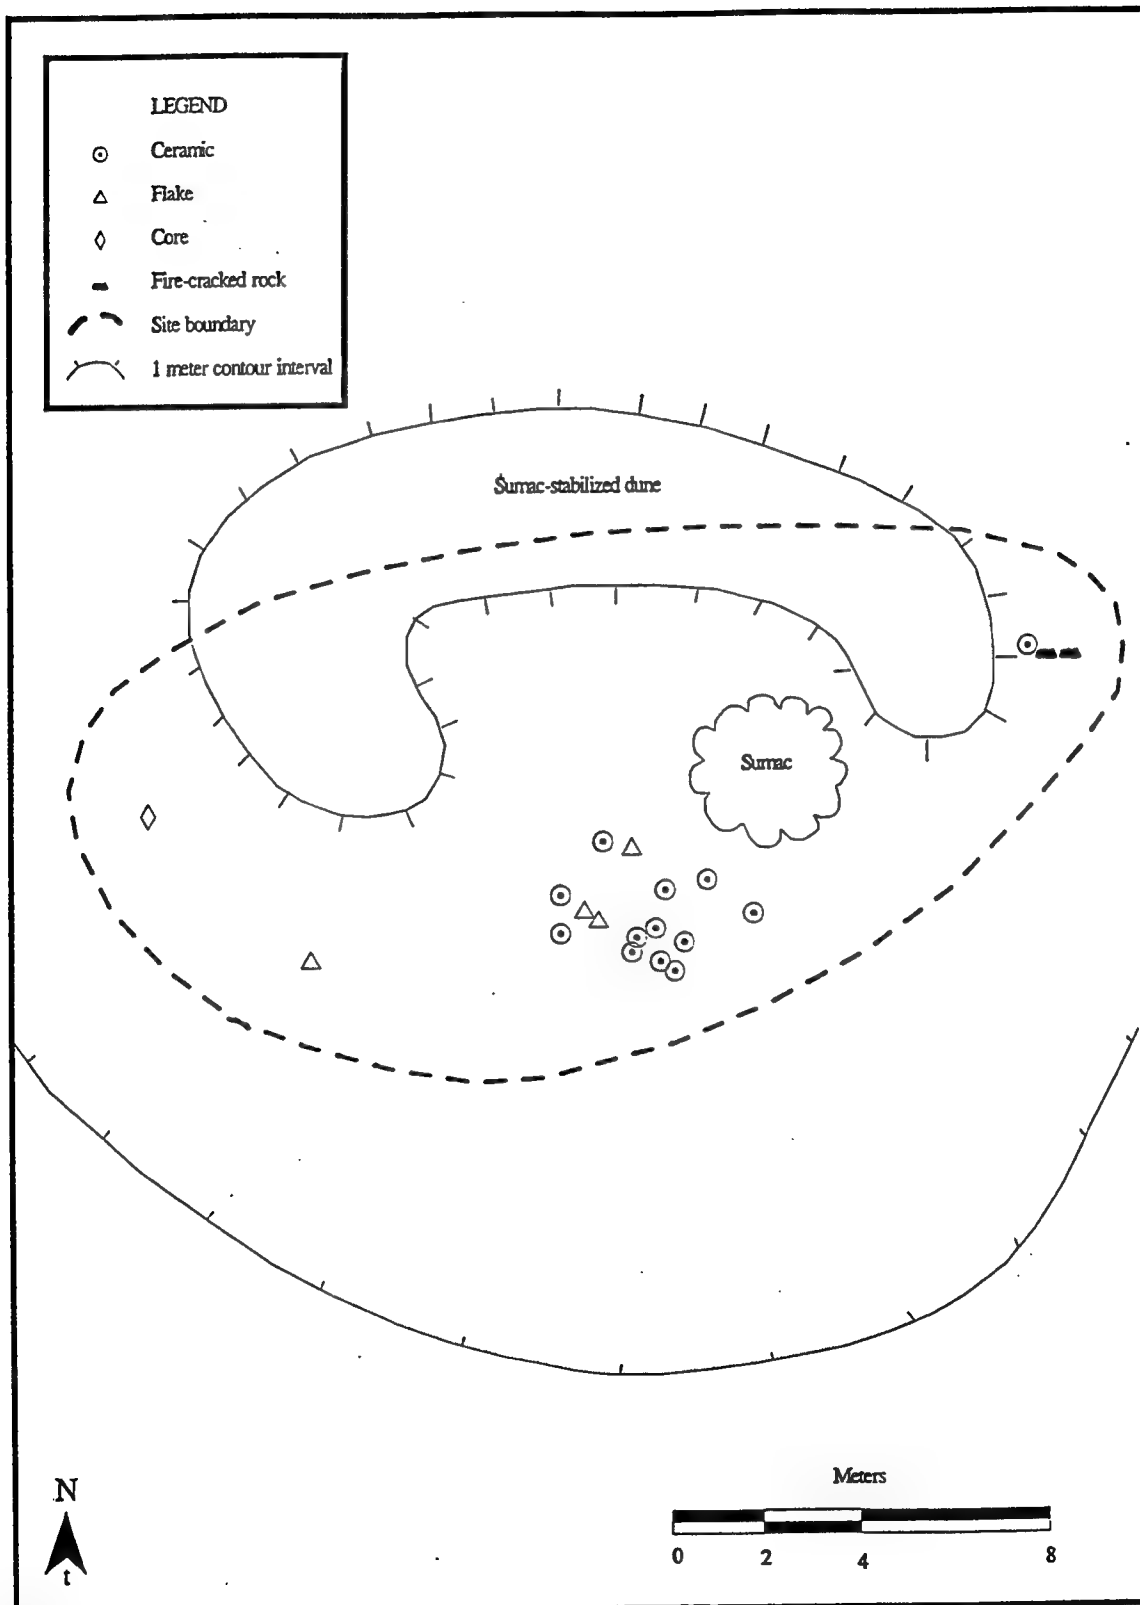 LEGEND
Ceramic
Flake
Core
Fire-cracked rock
Site boundary
1 meter contour interval
Sumac-stabilized dune
Sumac
N
t
Meters
0 2 4 8